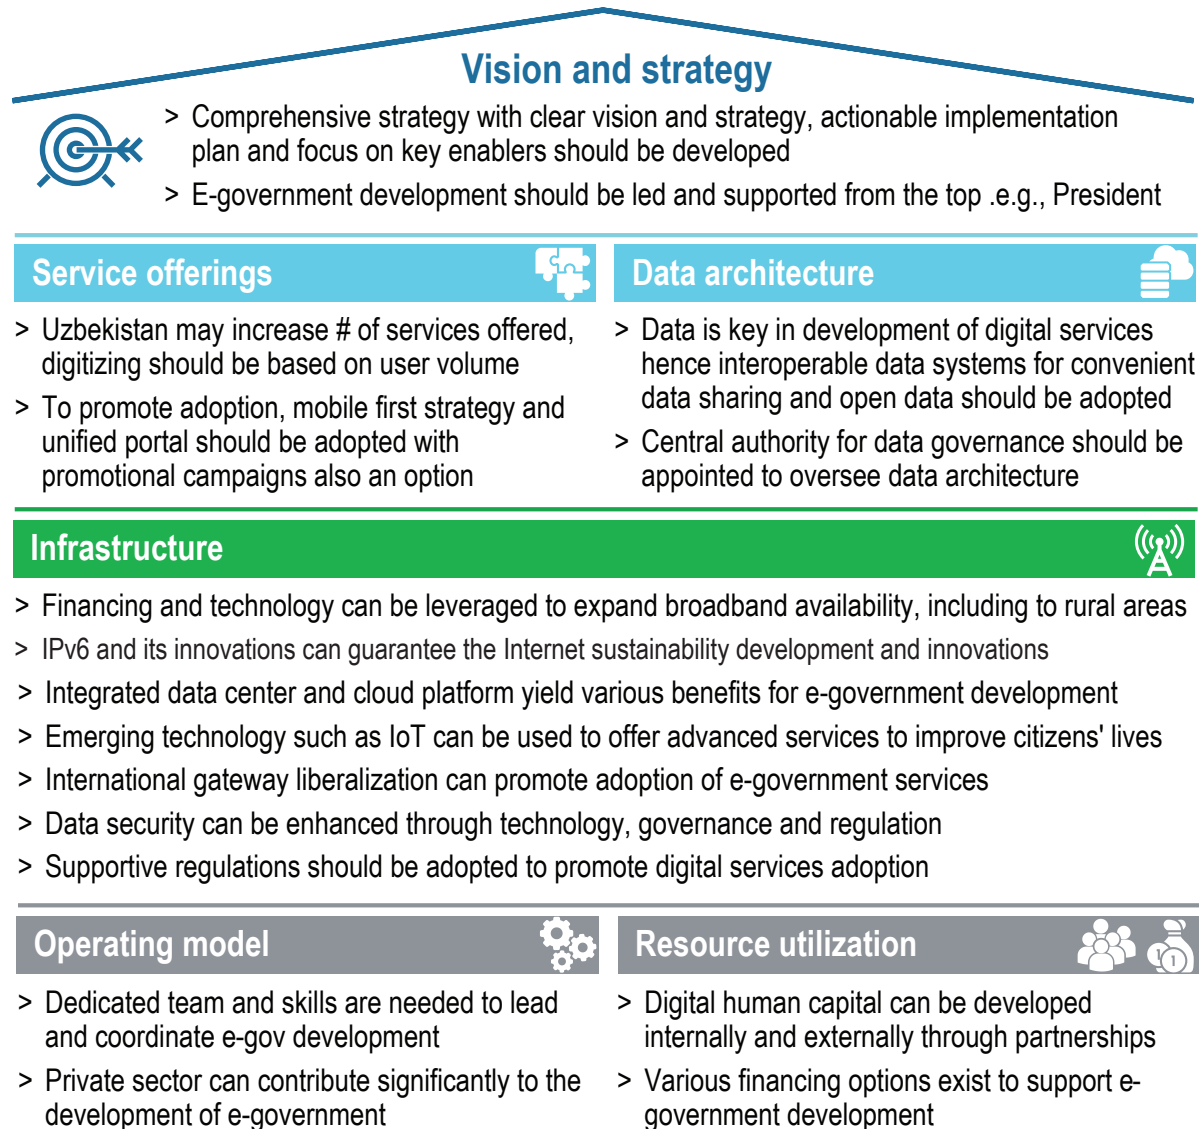 Vision and strategy
> Comprehensive strategy with clear vision and strategy, actionable implementation
plan and focus on key enablers should be developed
> E-government development should be led and supported from the top .e.g., President
Service offerings
> Uzbekistan may increase # of services offered,
digitizing should be based on user volume
> To promote adoption, mobile first strategy and
unified portal should be adopted with
promotional campaigns also an option
Data architecture
> Data is key in development of digital services
hence interoperable data systems for convenient
data sharing and open data should be adopted
> Central authority for data governance should be
appointed to oversee data architecture
Infrastructure
> Financing and technology can be leveraged to expand broadband availability, including to rural areas
> IPv6 and its innovations can guarantee the Internet sustainability development and innovations
> Integrated data center and cloud platform yield various benefits for e-government development
> Emerging technology such as IoT can be used to offer advanced services to improve citizens' lives
> International gateway liberalization can promote adoption of e-government services
> Data security can be enhanced through technology, governance and regulation
> Supportive regulations should be adopted to promote digital services adoption
Operating model
> Dedicated team and skills are needed to lead
and coordinate e-gov development
> Private sector can contribute significantly to the
development of e-government
Resource utilization
1 1
> Digital human capital can be developed
internally and externally through partnerships
> Various financing options exist to support e-
government development